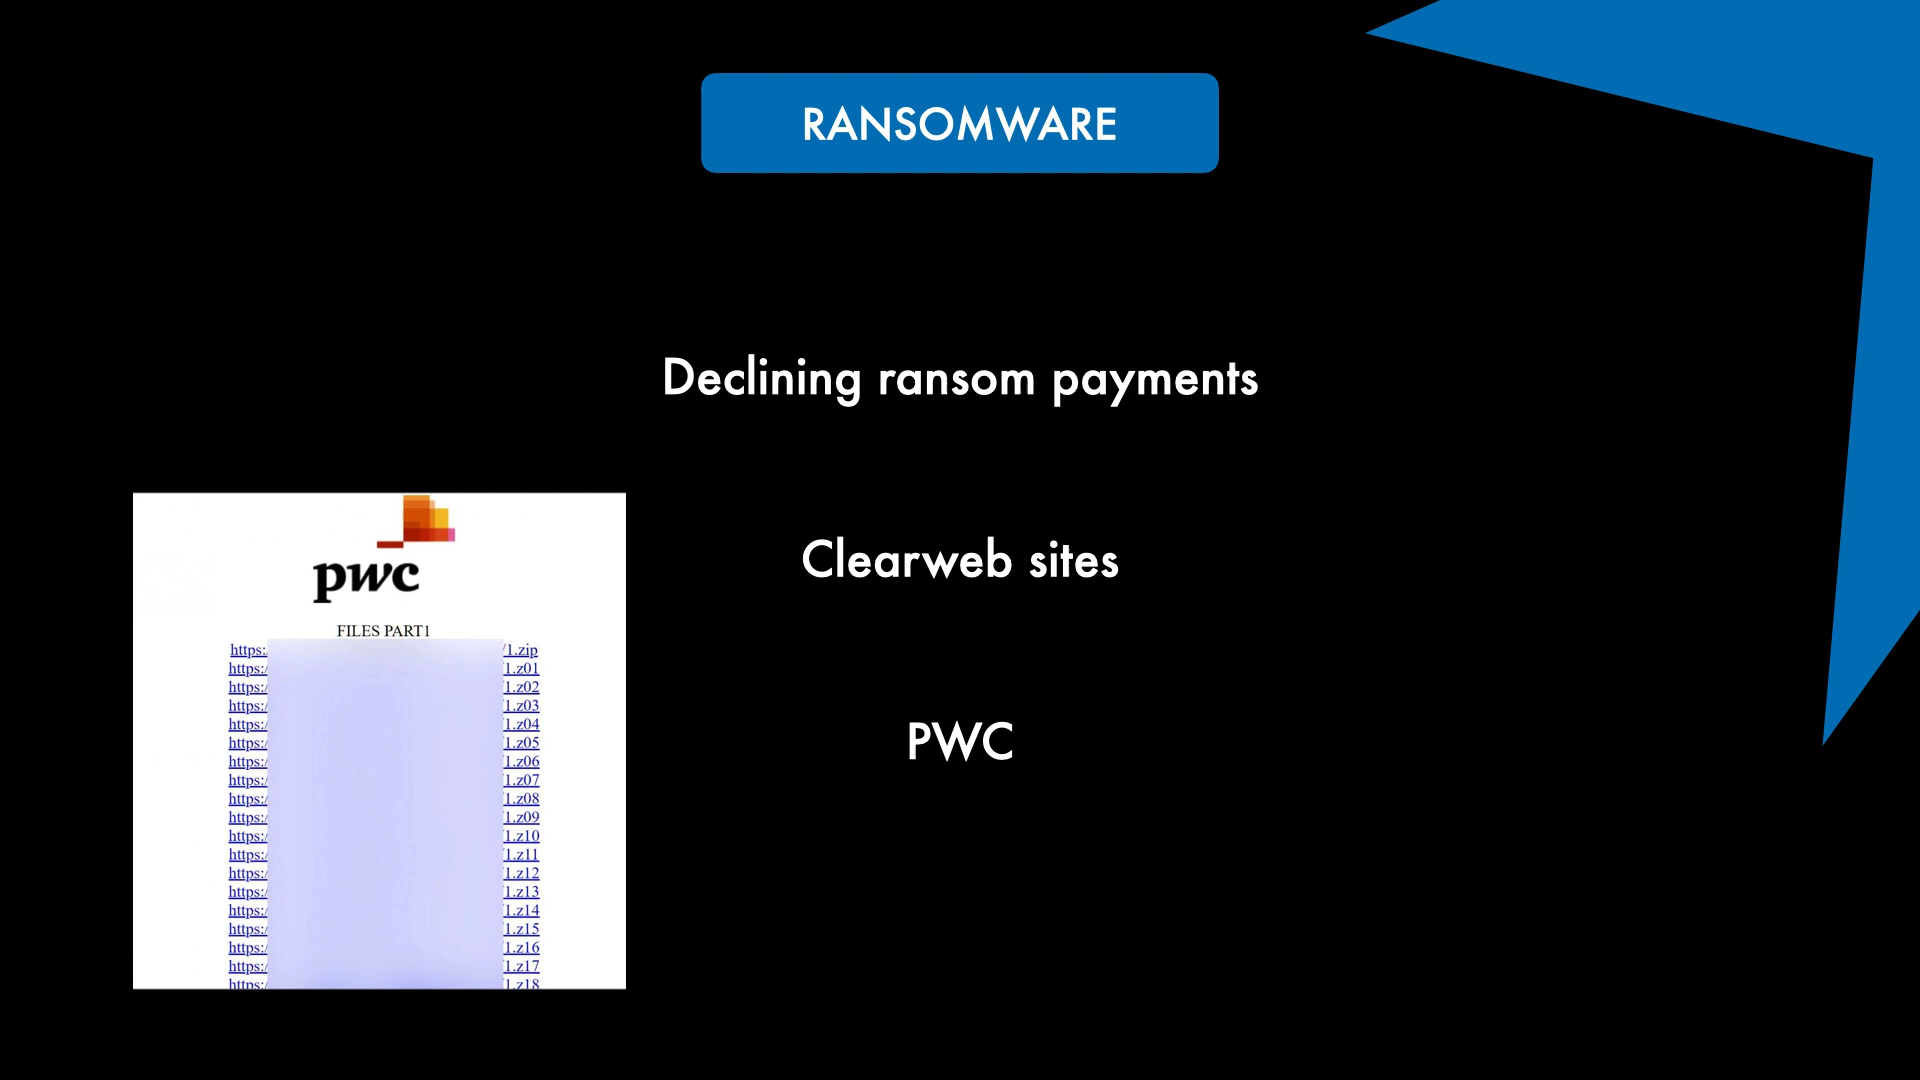 RANSOMWARE
Declining ransom payments
Clearweb sites
PWC
pwc
FILES PART1
https: /1.zip
https:/ 1.z01
https:/ 1.z02
https:/ 1.z03
https:/ 1.z04
https:/ 1.z05
https:/ 1.z06
https:/ 1.z07
https:/ 1.z08
https:/ 1.z09
https:/ 1.z10
https:/ 1.z11
https:/ 1.z12
https:/ 1.z13
https:/ 1.z14
https:/ 1.z15
https:/ 1.z16
https:/ 1.z17
https:/ 1.z18